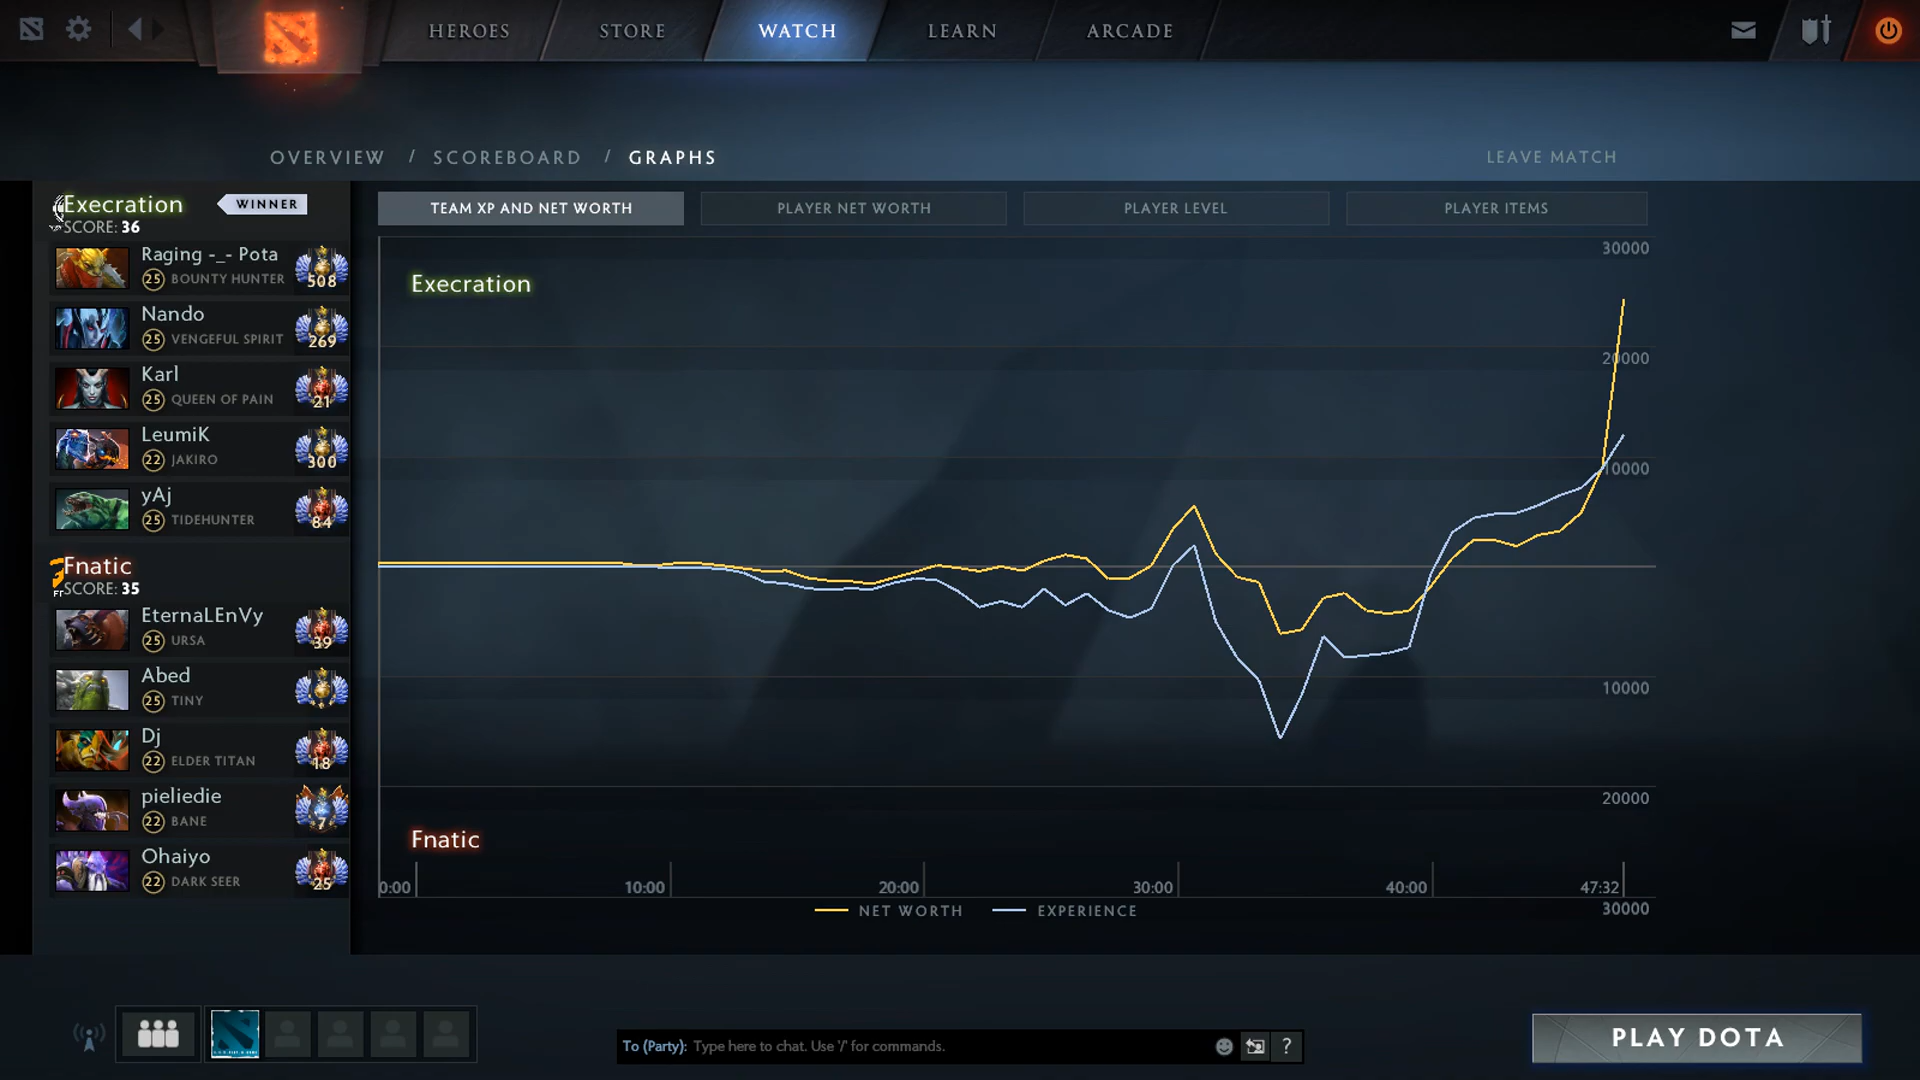 HEROES
STORE
WATCH
LEARN
ARCADE
OVERVIEW / SCOREBOARD / GRAPHS
LEAVE MATCH
Execration
WINNER
SCORE: 36
Raging -_- Pota
25 BOUNTY HUNTER
508
Nando
25 VENGEFUL SPIRIT
269
Karl
25 QUEEN OF PAIN
21
LeumiK
22 JAKIRO
300
yAj
25 TIDEHUNTER
84
Fnatic
SCORE: 35
EternaLEnVy
25 URSA
39
Abed
25 TINY
Dj
22 ELDER TITAN
18
pieliedie
22 BANE
7
Ohaiyo
22 DARK SEER
25
TEAM XP AND NET WORTH
PLAYER NET WORTH
PLAYER LEVEL
PLAYER ITEMS
30000
Execration
20000
10000
10000
20000
Fnatic
0:00 10:00 20:00 30:00 40:00 47:32
30000
NET WORTH EXPERIENCE
To (Party): Type here to chat. Use '/' for commands.
?
PLAY DOTA